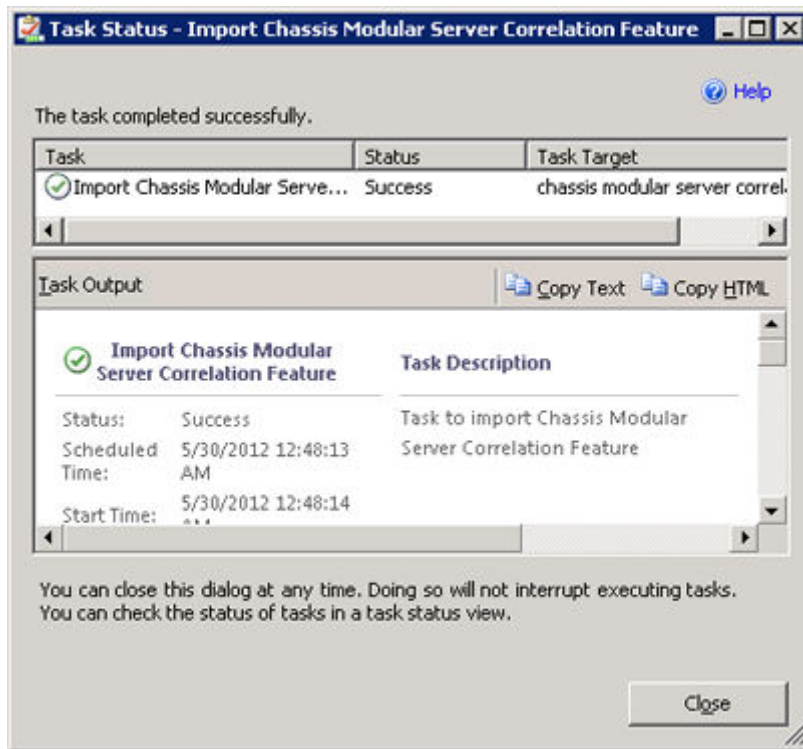 Task Status - Import Chassis Modular Server Correlation Feature
Help
The task completed successfully.
Task Status Task Target
Import Chassis Modular Serve... Success chassis modular server correl
Task Output Copy Text Copy HTML
Import Chassis Modular
Server Correlation Feature
Task Description
Status: Success
Scheduled Time: 5/30/2012 12:48:13 AM
Start Time: 5/30/2012 12:48:14
Task to import Chassis Modular
Server Correlation Feature
You can close this dialog at any time. Doing so will not interrupt executing tasks.
You can check the status of tasks in a task status view.
Close